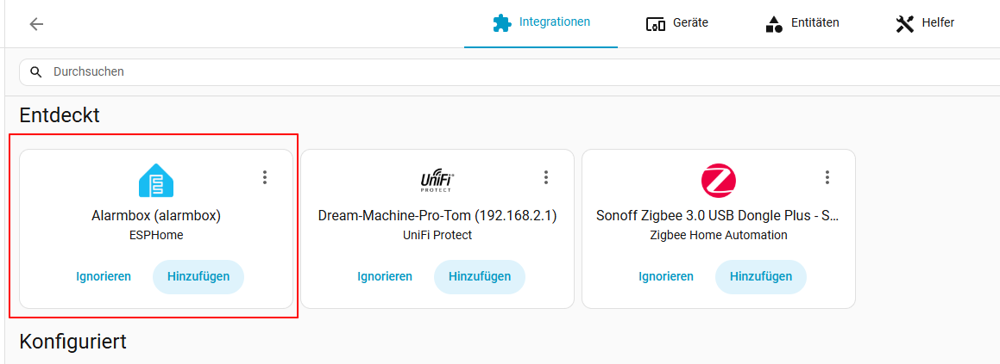 Integrationen
Geräte
Entitäten
Helfer
Durchsuchen
Entdeckt
Alarmbox (alarmbox)
ESPHome
Ignorieren
Hinzufügen
UniFi
PROTECT
Dream-Machine-Pro-Tom (192.168.2.1)
UniFi Protect
Ignorieren
Hinzufügen
Sonoff Zigbee 3.0 USB Dongle Plus - S...
Zigbee Home Automation
Ignorieren
Hinzufügen
Konfiguriert